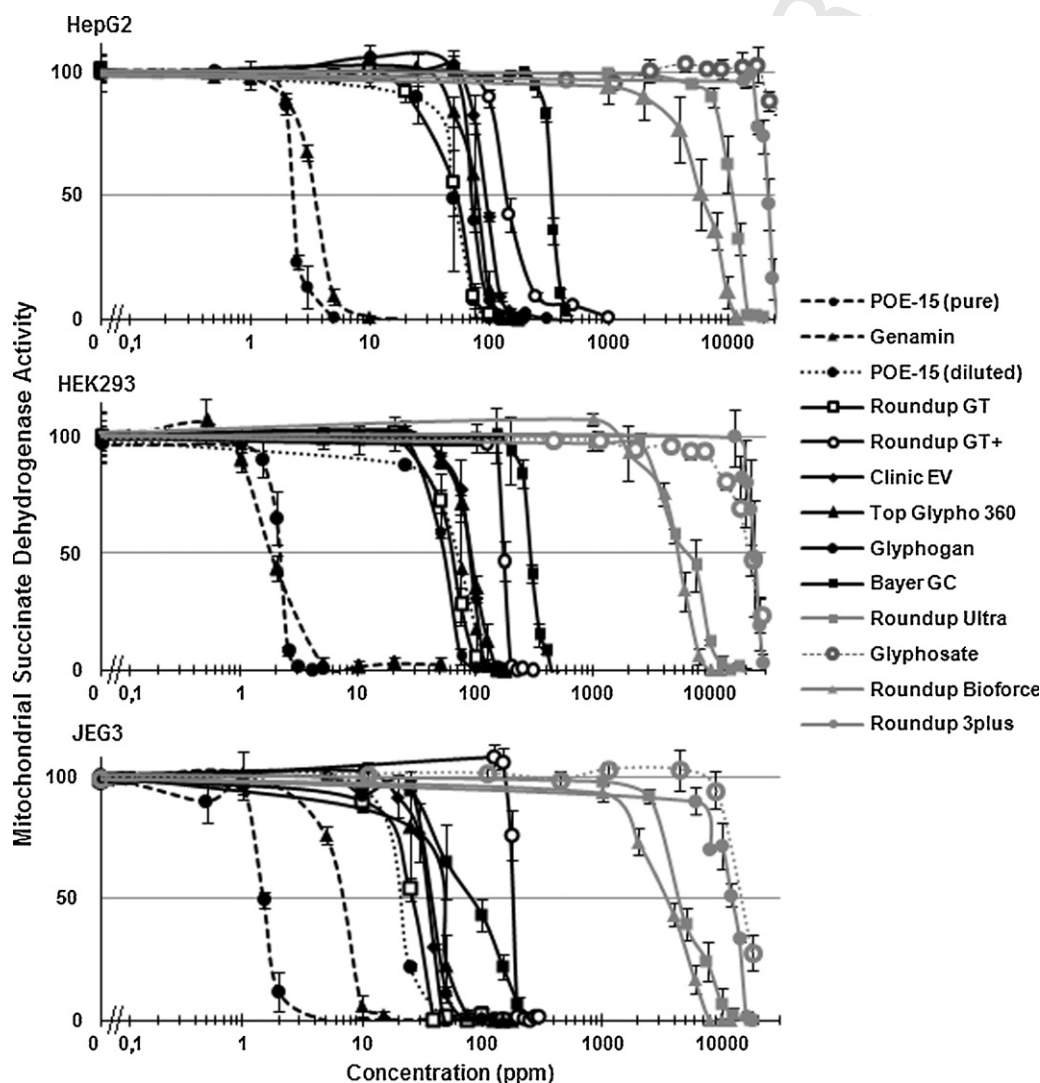 HepG2
100
50
0
0 0,1 1 10 100 1000 10000
HEK293
100
50
0
0 0,1 1 10 100 1000 10000
JEG3
100
50
0
0 0,1 1 10 100 1000 10000
Concentration (ppm)
Mitochondrial Succinate Dehydrogenase Activity
POE-15 (pure)
Genamin
POE-15 (diluted)
Roundup GT
Roundup GT+
Clinic EV
Top Glypho 360
Glyphogan
Bayer GC
Roundup Ultra
Glyphosate
Roundup Bioforce
Roundup 3plus